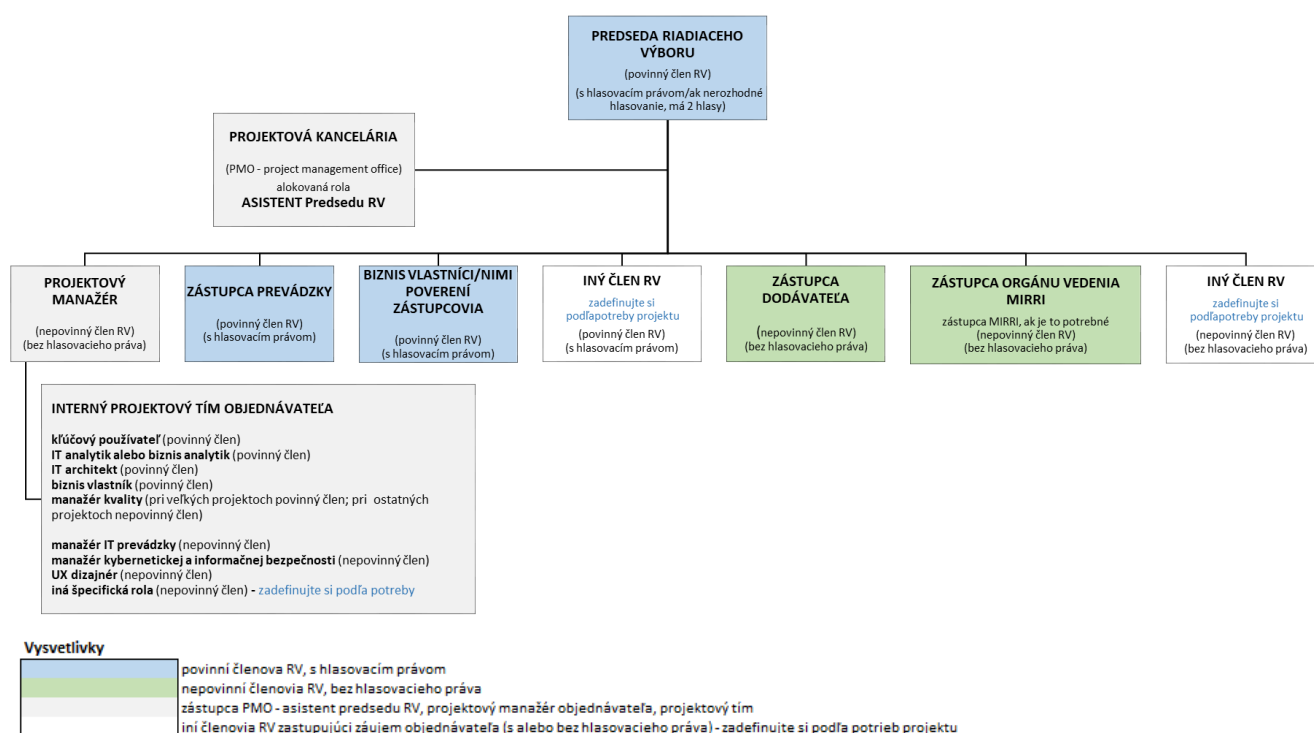 PREDSEDA RIADIACEHO
VÝBORU
(povinný člen RV)
(s hlasovacím právom/ak nerozhodné
hlasovanie, má 2 hlasy)
PROJEKTOVÁ KANCELÁRIA
(PMO - project management office)
alokovaná rola
ASISTENT Predsedu RV
PROJEKTOVÝ
MANAŽÉR
(nepovinný člen RV)
(bez hlasovacieho práva)
ZÁSTUPCA PREVÁDZKY
(povinný člen RV)
(s hlasovacím právom)
BIZNIS VLASTNÍCI/NIMI
POVERENÍ
ZÁSTUPCOVIA
(povinný člen RV)
(s hlasovacím právom)
INÝ ČLEN RV
zadefinujte si
podľapotreby projektu
(povinný člen RV)
(s hlasovacím právom)
ZÁSTUPCA
DODÁVATEĽA
(nepovinný člen RV)
(bez hlasovacieho práva)
ZÁSTUPCA ORGÁNU VEDENIA
MIRRI
zástupca MIRRI, ak je to potrebné
(nepovinný člen RV)
(bez hlasovacieho práva)
INÝ ČLEN RV
zadefinujte si
podľapotreby projektu
(nepovinný člen RV)
(bez hlasovacieho práva)
INTERNÝ PROJEKTOVÝ TÍM OBJEDNÁVATEĽA
kľúčový používateľ (povinný člen)
IT analytik alebo biznis analytik (povinný člen)
IT architekt (povinný člen)
biznis vlastník (povinný člen)
manažér kvality (pri veľkých projektoch povinný člen; pri ostatných
projektoch nepovinný člen)
manažér IT prevádzky (nepovinný člen)
manažér kybernetickej a informačnej bezpečnosti (nepovinný člen)
UX dizajnér (nepovinný člen)
iná špecifická rola (nepovinný člen) - zadefinujte si podľa potreby
Vysvetlivky
povinní členova RV, s hlasovacím právom
nepovinní členovia RV, bez hlasovacieho práva
zástupca PMO - asistent predsedu RV, projektový manažér objednávateľa, projektový tím
iní členovia RV zastupujúci záujem objednávateľa (s alebo bez hlasovacieho práva) - zadefinujte si podľa potrieb projektu